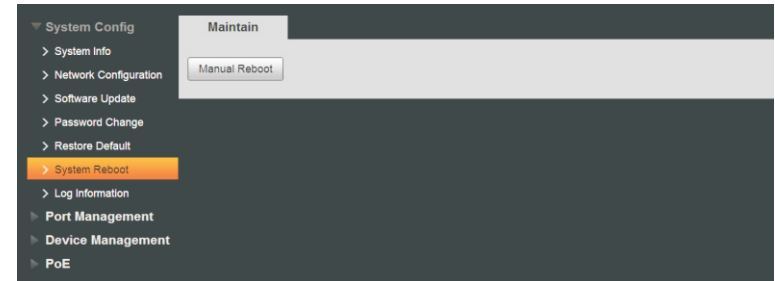 System Config
System Info
Network Configuration
Software Update
Password Change
Restore Default
System Reboot
Log Information
Port Management
Device Management
PoE
Maintain
Manual Reboot